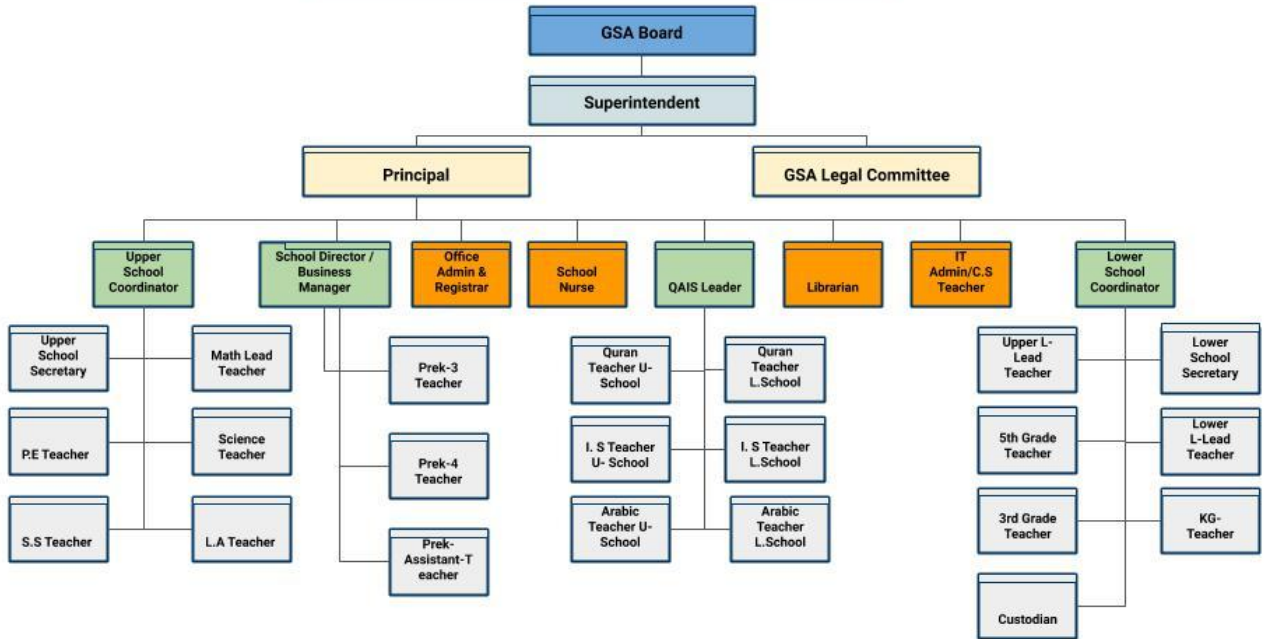 GSA Board
Superintendent
Principal
GSA Legal Committee
Upper
School
Coordinator
School Director /
Business
Manager
Office
Admin &
Registrar
School
Nurse
QAIS Leader
Librarian
IT
Admin/C.S
Teacher
Lower
School
Coordinator
Upper
School
Secretary
Math Lead
Teacher
P.E Teacher
Science
Teacher
S.S Teacher
L.A Teacher
Prek-3
Teacher
Prek-4
Teacher
Prek-
Assistant-T
eacher
Quran
Teacher U-
School
Quran
Teacher
L.School
I. S Teacher
U- School
I. S Teacher
L.School
Arabic
Teacher U-
School
Arabic
Teacher
L.School
Upper L-
Lead
Teacher
Lower
School
Secretary
5th Grade
Teacher
Lower
L-Lead
Teacher
3rd Grade
Teacher
KG-
Teacher
Custodian